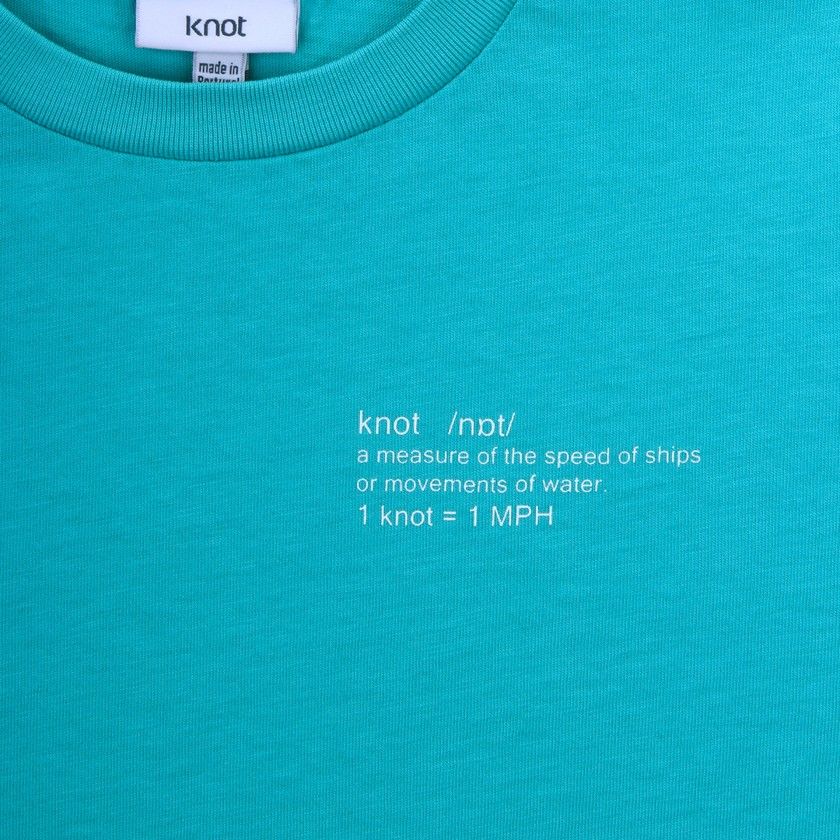 knot
made in
Portugal
knot /nɒt/
a measure of the speed of ships
or movements of water.
1 knot = 1 MPH